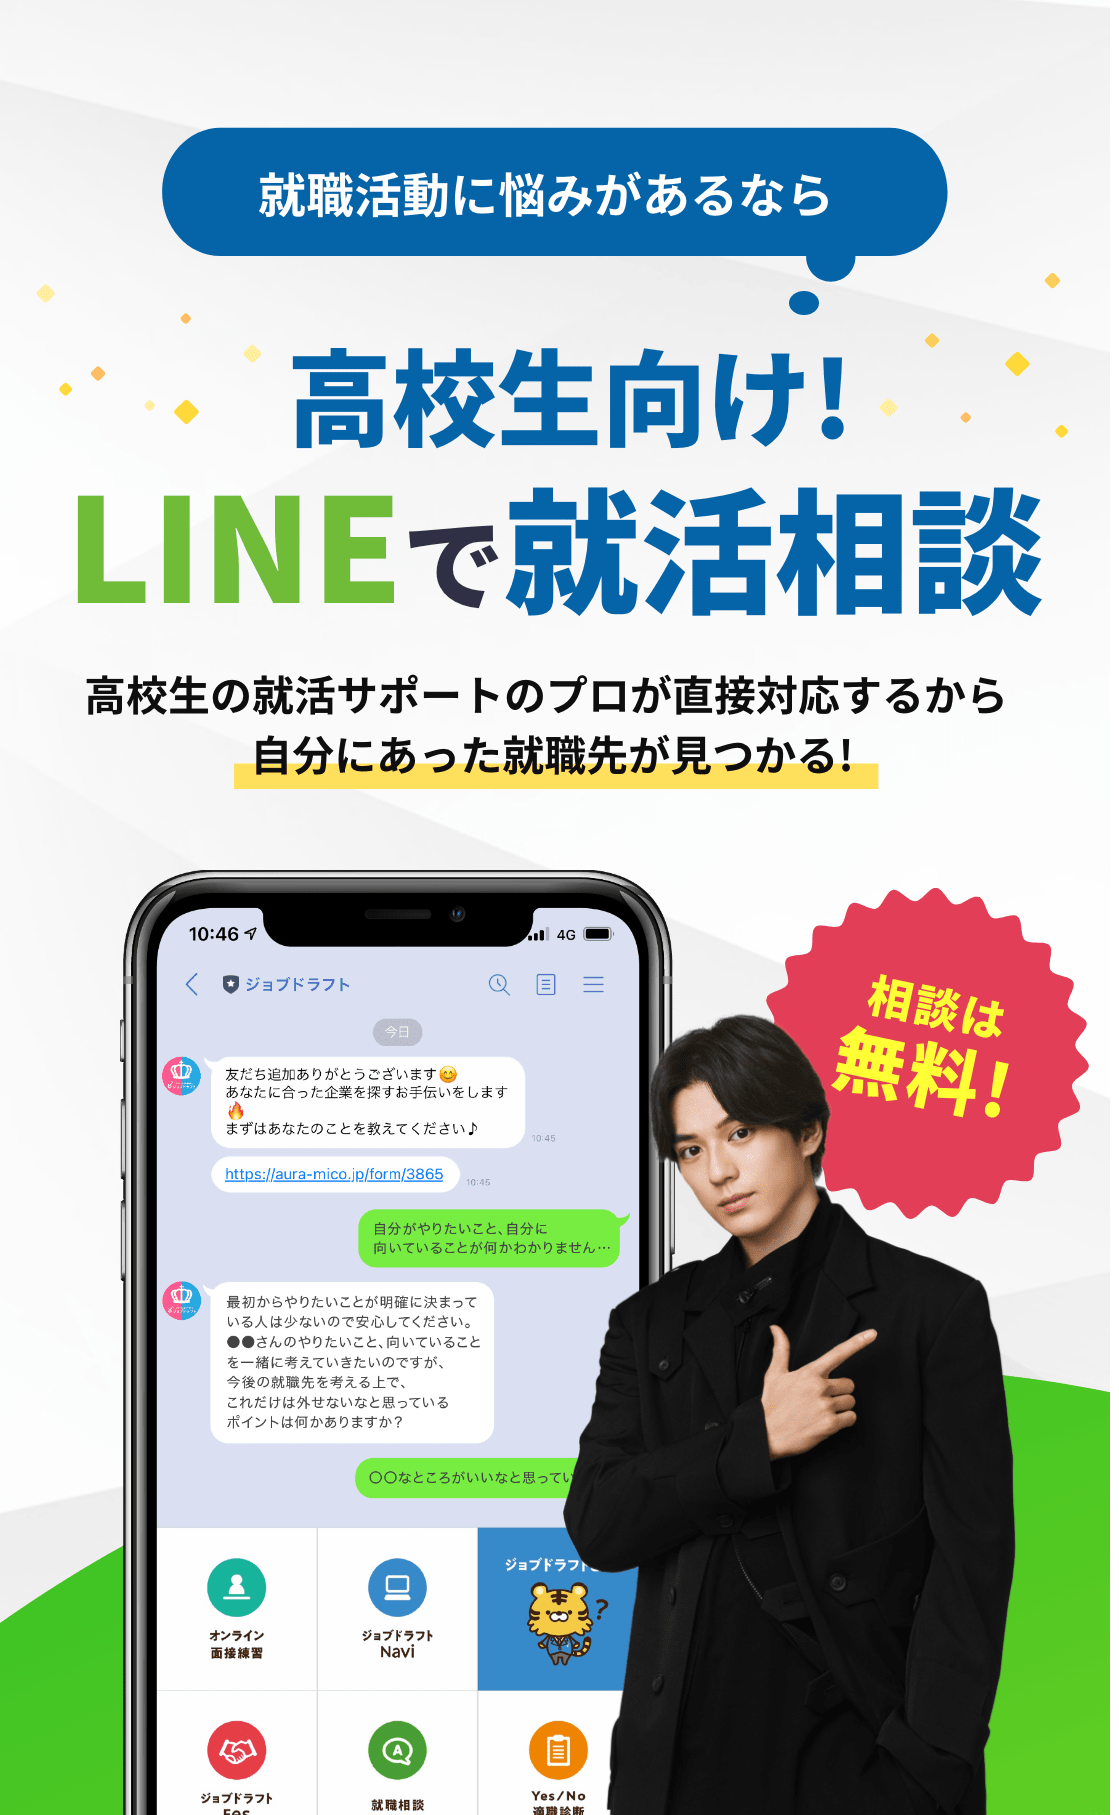 就職活動に悩みがあるなら
高校生向け!
LINEで就活相談
高校生の就活サポートのプロが直接対応するから
自分にあった就職先が見つかる!
相談は
無料!
10:46
4G
ジョブドラフト
今日
友だち追加ありがとうございます😊
あなたに合った企業を探すお手伝いをします
🔥
まずはあなたのことを教えてください♪
10:45
https://aura-mico.jp/form/3865
10:45
自分がやりたいこと、自分に
向いていることが何かわかりません…
最初からやりたいことが明確に決まって
いる人は少ないので安心してください。
●●さんのやりたいこと、向いていること
を一緒に考えていきたいのですが、
今後の就職先を考える上で、
これだけは外せないなと思っている
ポイントは何かありますか？
〇〇なところがいいなと思ってい
オンライン
面接練習
ジョブドラフト
Navi
ジョブドラフト
?
ジョブドラフト
Fes
就職相談
Yes/No
適職診断